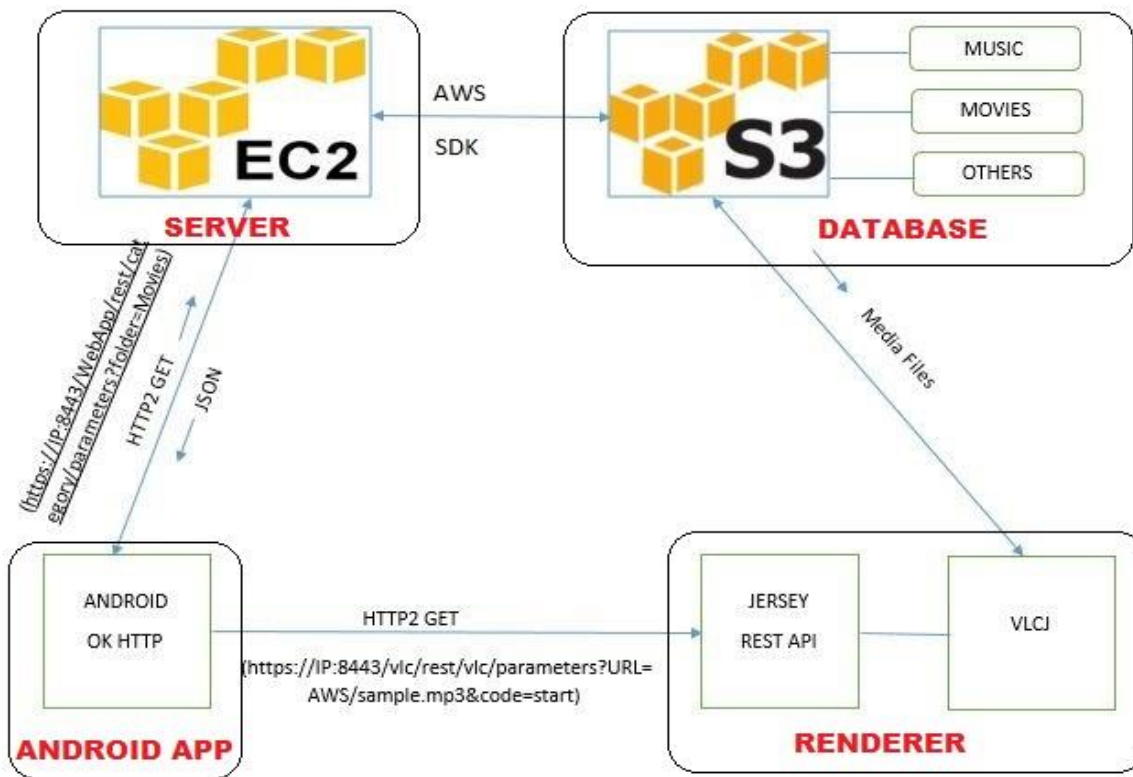 EC2
SERVER
AWS
SDK
S3
MUSIC
MOVIES
OTHERS
DATABASE
(https://IP:8443/WebApp/rest/cat
egory/parameters?folder=Movies)
HTTP2 GET
JSON
Media Files
ANDROID
OK HTTP
ANDROID APP
HTTP2 GET
(https://IP:8443/vlc/rest/vlc/parameters?URL=
AWS/sample.mp3&code=start)
JERSEY
REST API
VLCJ
RENDERER